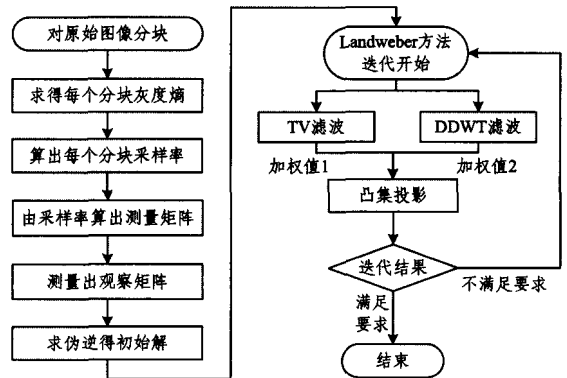 对原始图像分块
求得每个分块灰度熵
算出每个分块采样率
由采样率算出测量矩阵
测量出观察矩阵
求伪逆得初始解
Landweber方法
迭代开始
TV滤波
DDWT滤波
加权值1
加权值2
凸集投影
迭代结果
不满足要求
满足
要求
结束